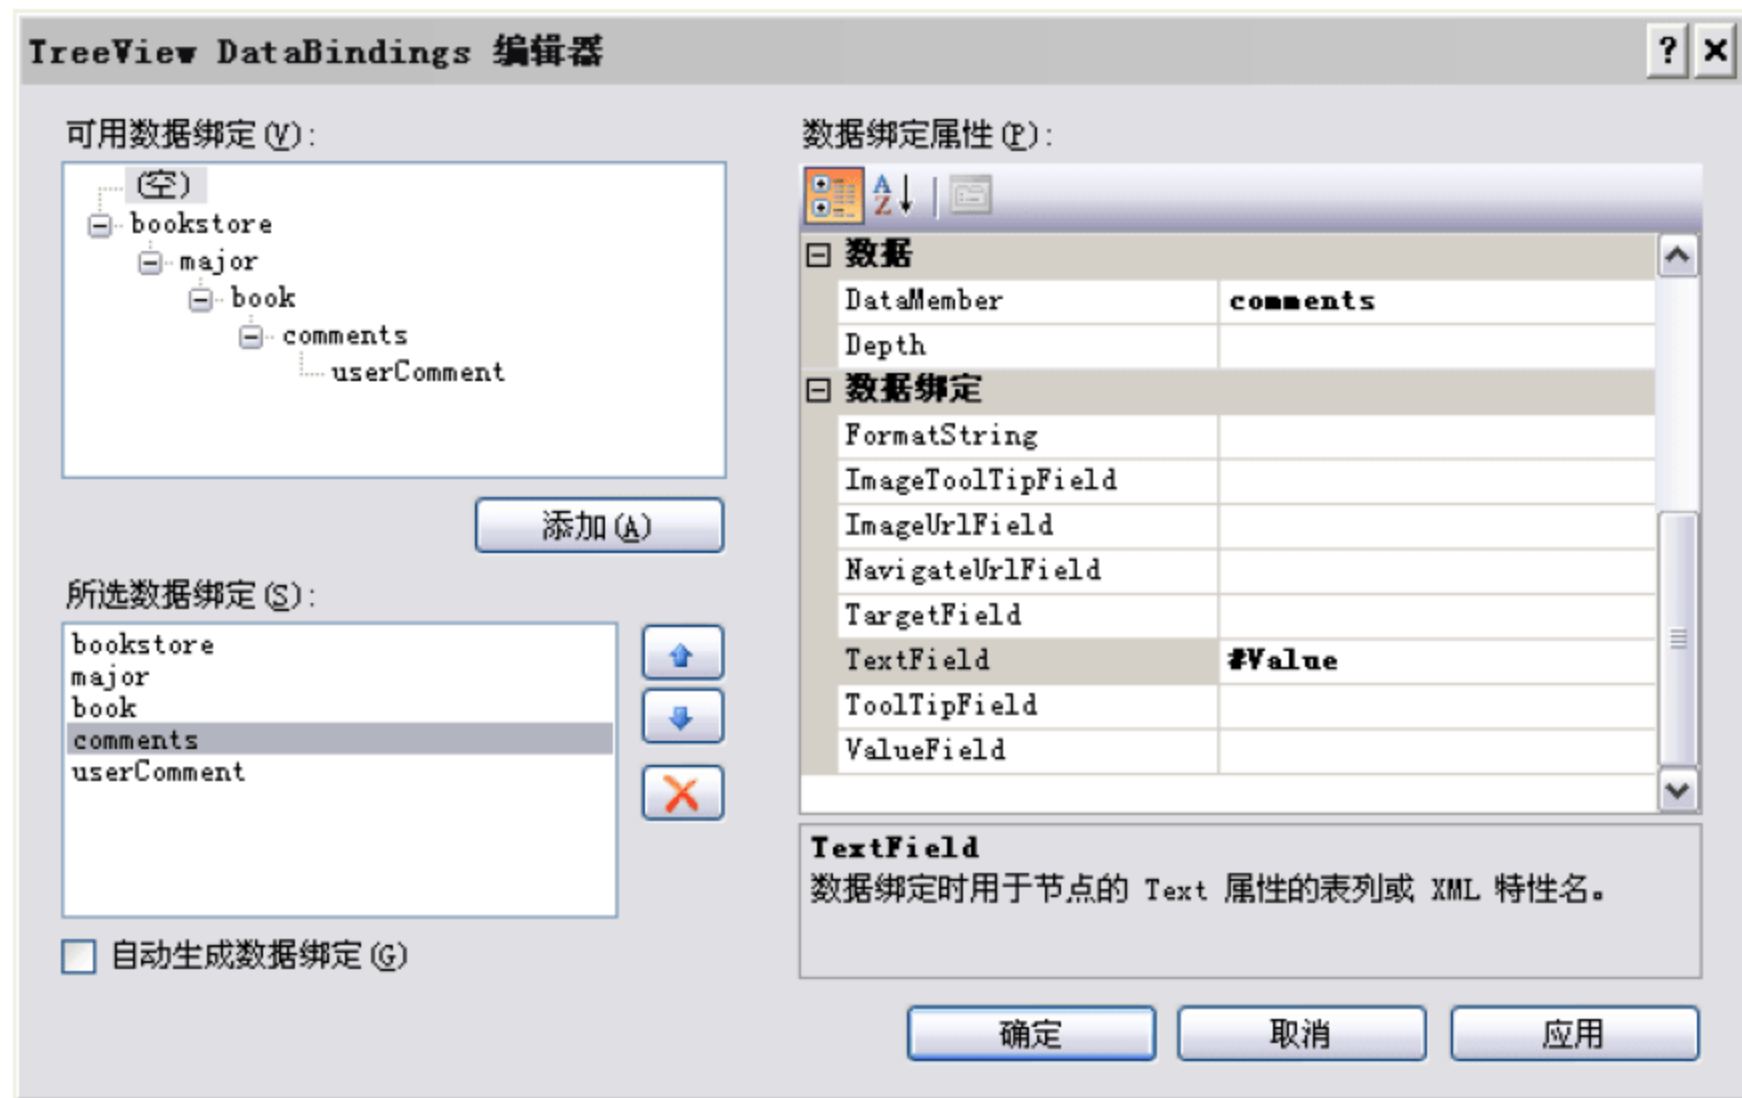 TreeView DataBindings 编辑器
可用数据绑定(V):
(空)
bookstore
major
book
comments
userComment
添加(A)
所选数据绑定(S):
bookstore
major
book
comments
userComment
自动生成数据绑定(G)
数据绑定属性(P):
数据
DataMember comments
Depth
数据绑定
FormatString
ImageToolTipField
ImageUrlField
NavigateUrlField
TargetField
TextField #Value
ToolTipField
ValueField
TextField
数据绑定时用于节点的 Text 属性的表列或 XML 特性名。
确定 取消 应用